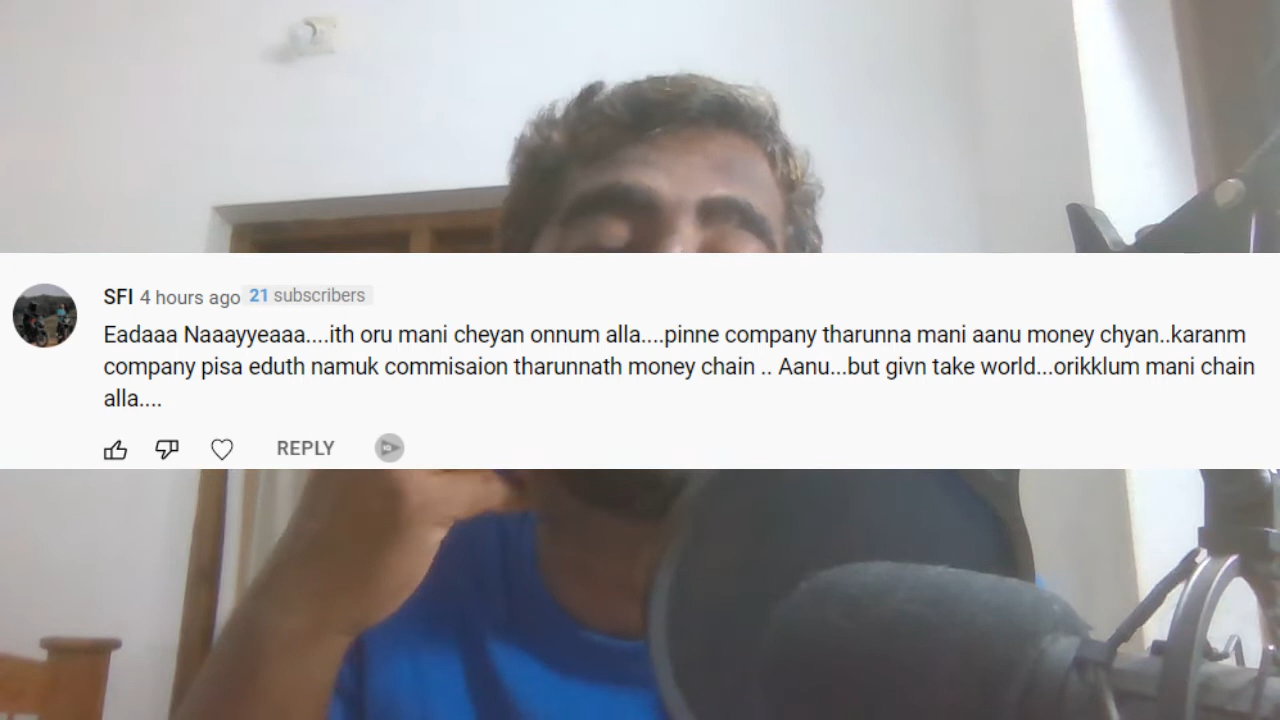 SFI 4 hours ago 21 subscribers
Eadaaa Naaayyeaaa....ith oru mani cheyan onnum alla....pinne company tharunna mani aanu money chyan..karanm
company pisa eduth namuk commisaion tharunnath money chain .. Aanu...but givn take world...orikklum mani chain
alla....
REPLY